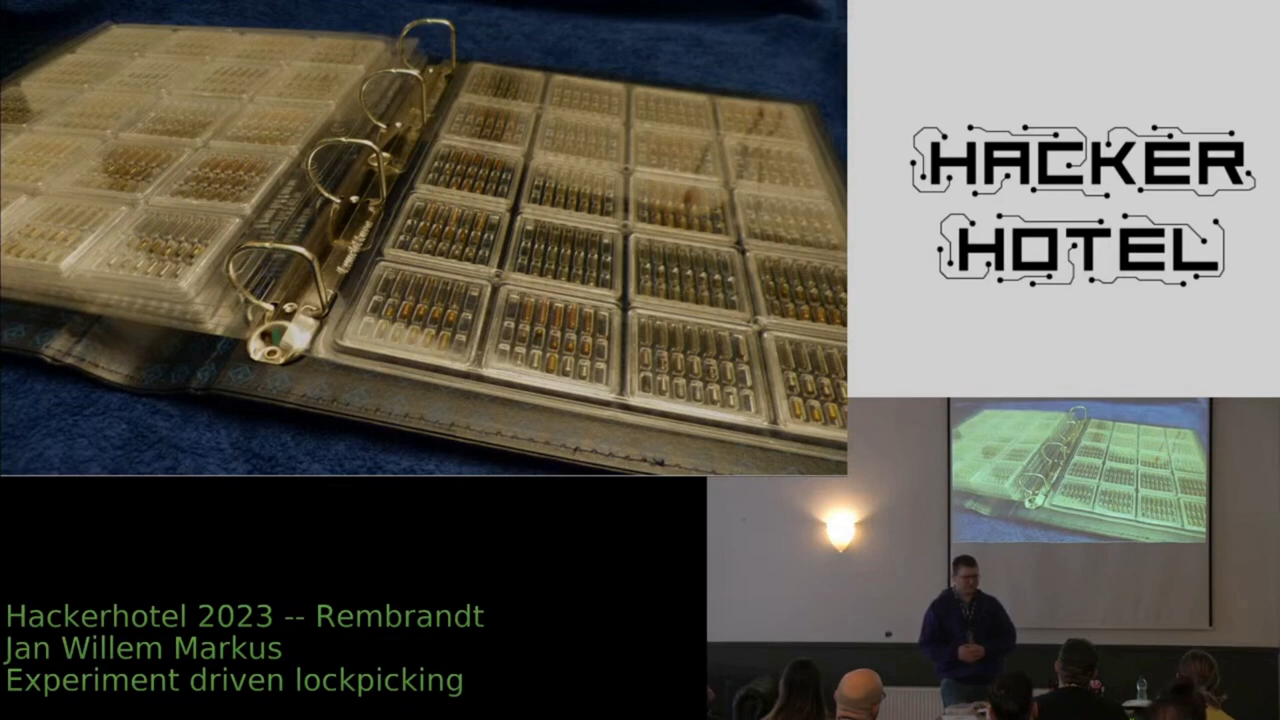 HACKER
HOTEL
Hackerhotel 2023 -- Rembrandt
Jan Willem Markus
Experiment driven lockpicking